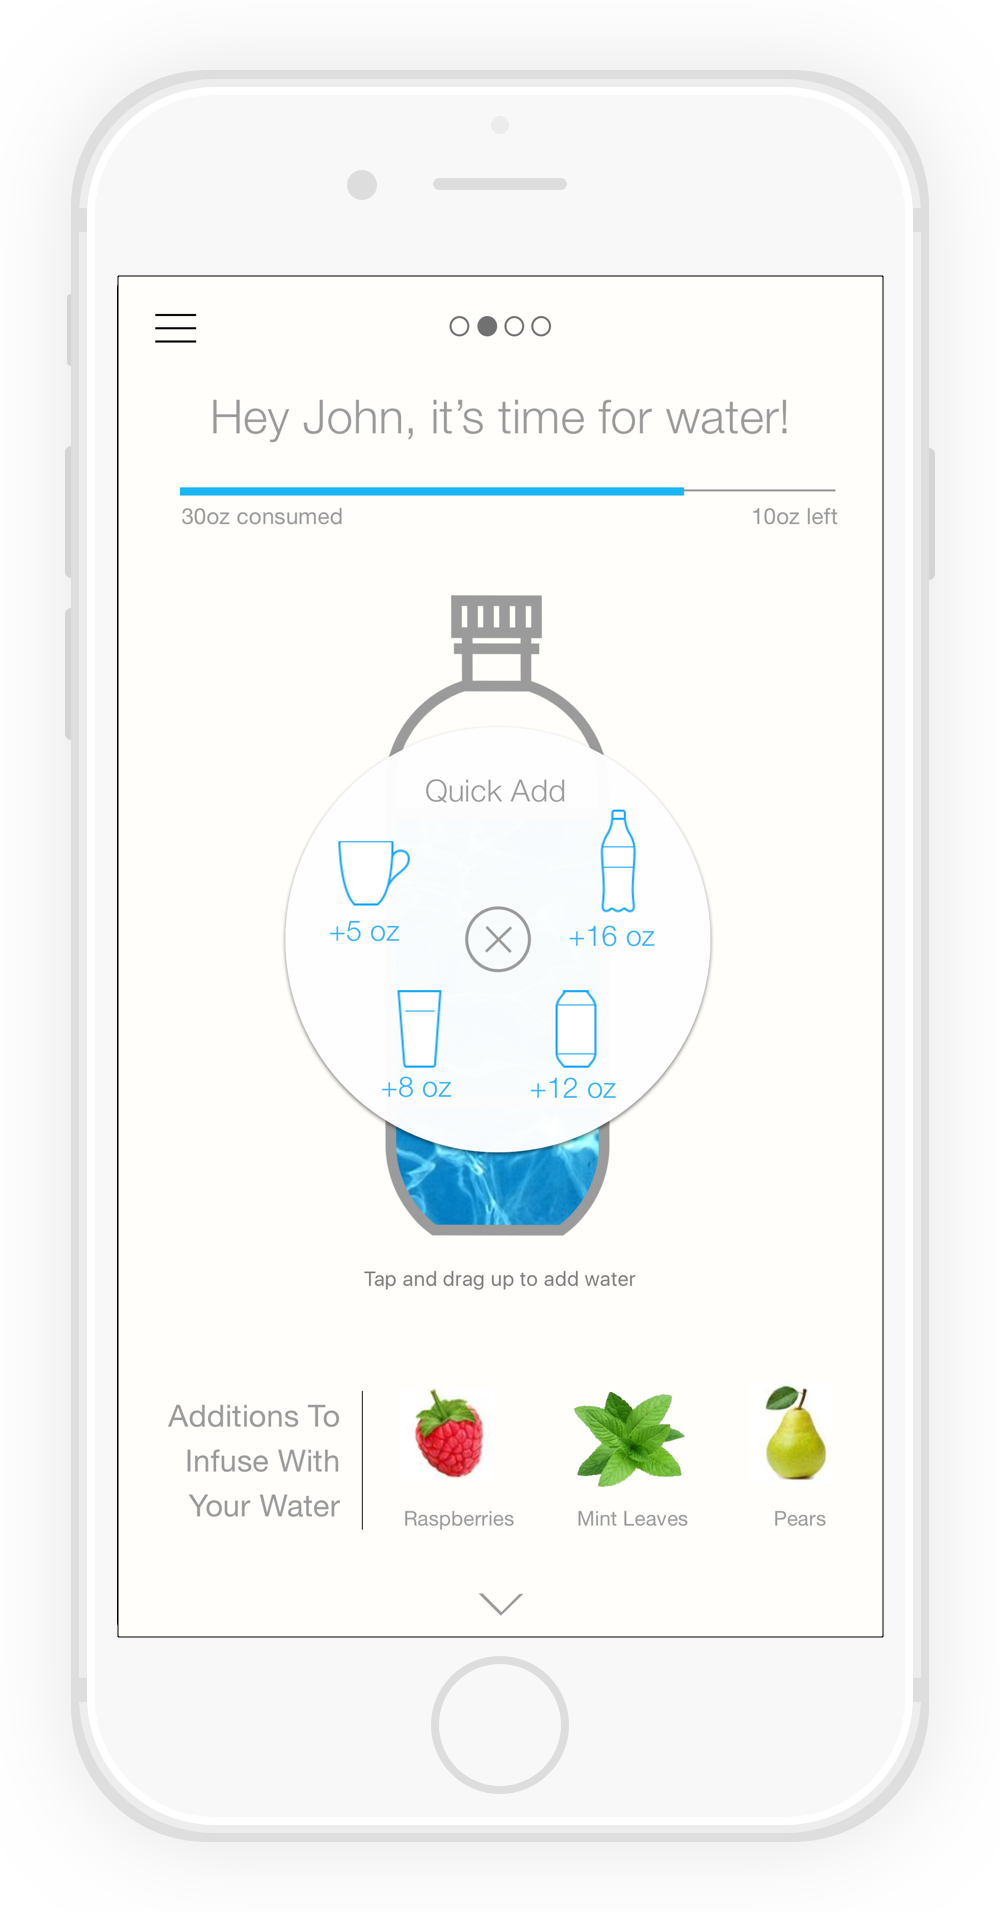 Hey John, it’s time for water!
30oz consumed
10oz left
Quick Add
+5 oz
+16 oz
+8 oz
+12 oz
Tap and drag up to add water
Additions To
Infuse With
Your Water
Raspberries
Mint Leaves
Pears